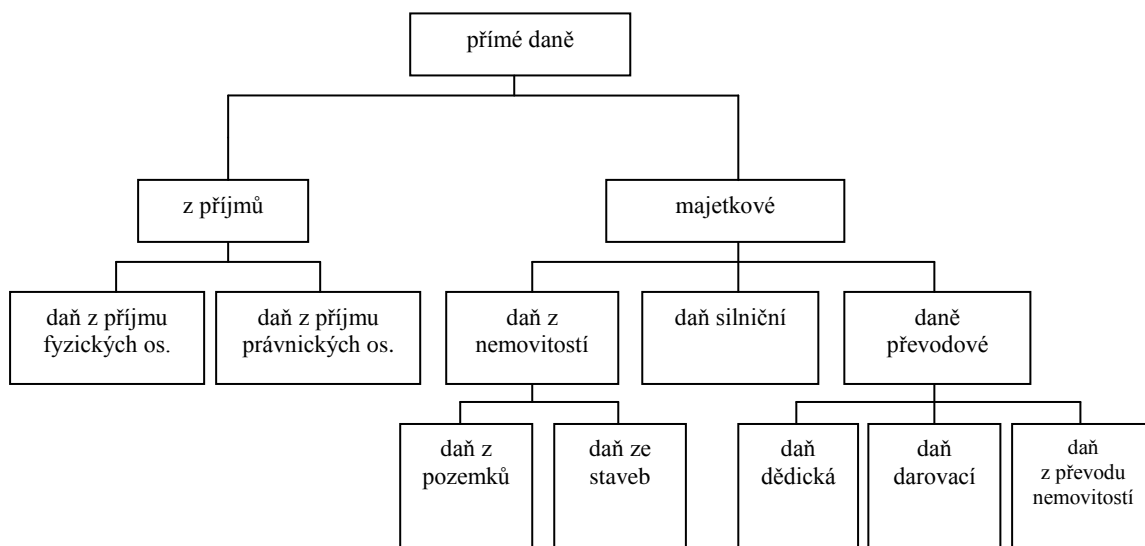 přímé daně
z příjmů
majetkové
daň z příjmu
fyzických os.
daň z příjmu
právnických os.
daň z
nemovitostí
daň silniční
daně
převodové
daň z
pozemků
daň ze
staveb
daň
dědická
daň
darovací
daň
z převodu
nemovitostí